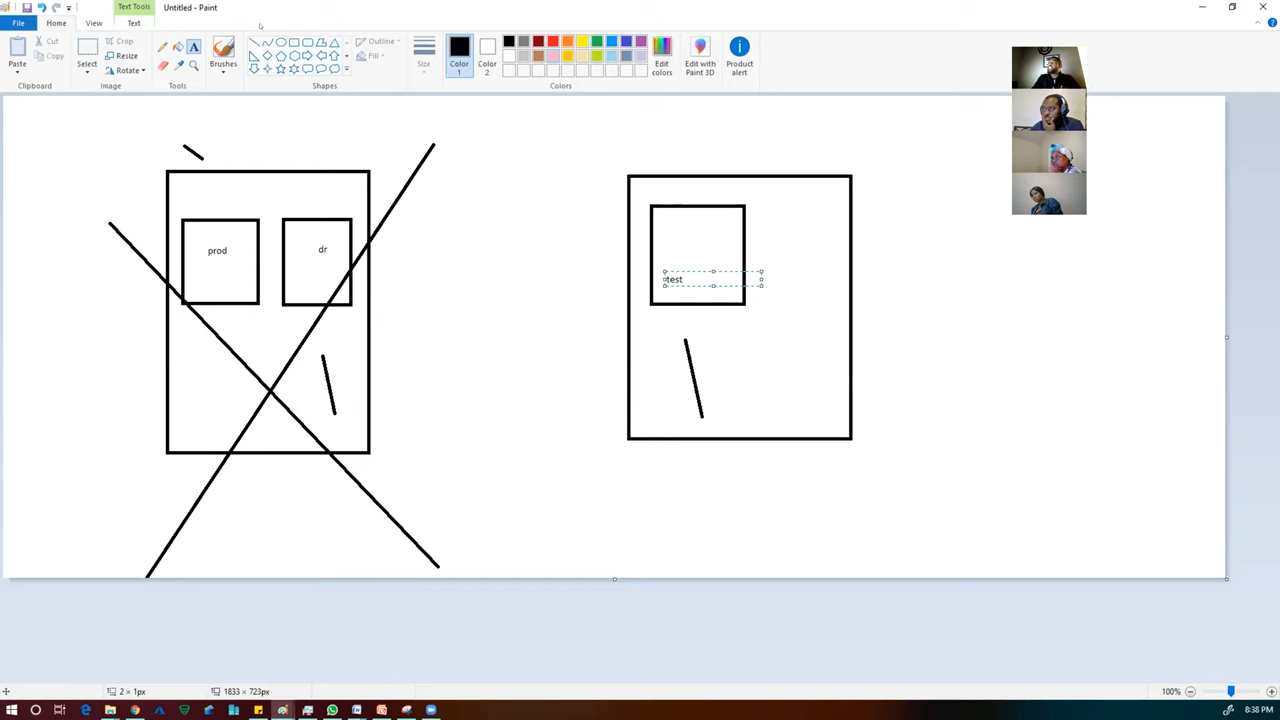 Text Tools
Untitled - Paint
File
Home
View
Text
Paste
Cut
Copy
Clipboard
Select
Crop
Resize
Rotate
Image
A
Tools
Brushes
Shapes
Outline
Fill
Size
Color 1
Color 2
Colors
Edit colors
Edit with Paint 3D
Product alert
prod
dr
test
2 × 1px
1833 × 723px
100%
8:38 PM